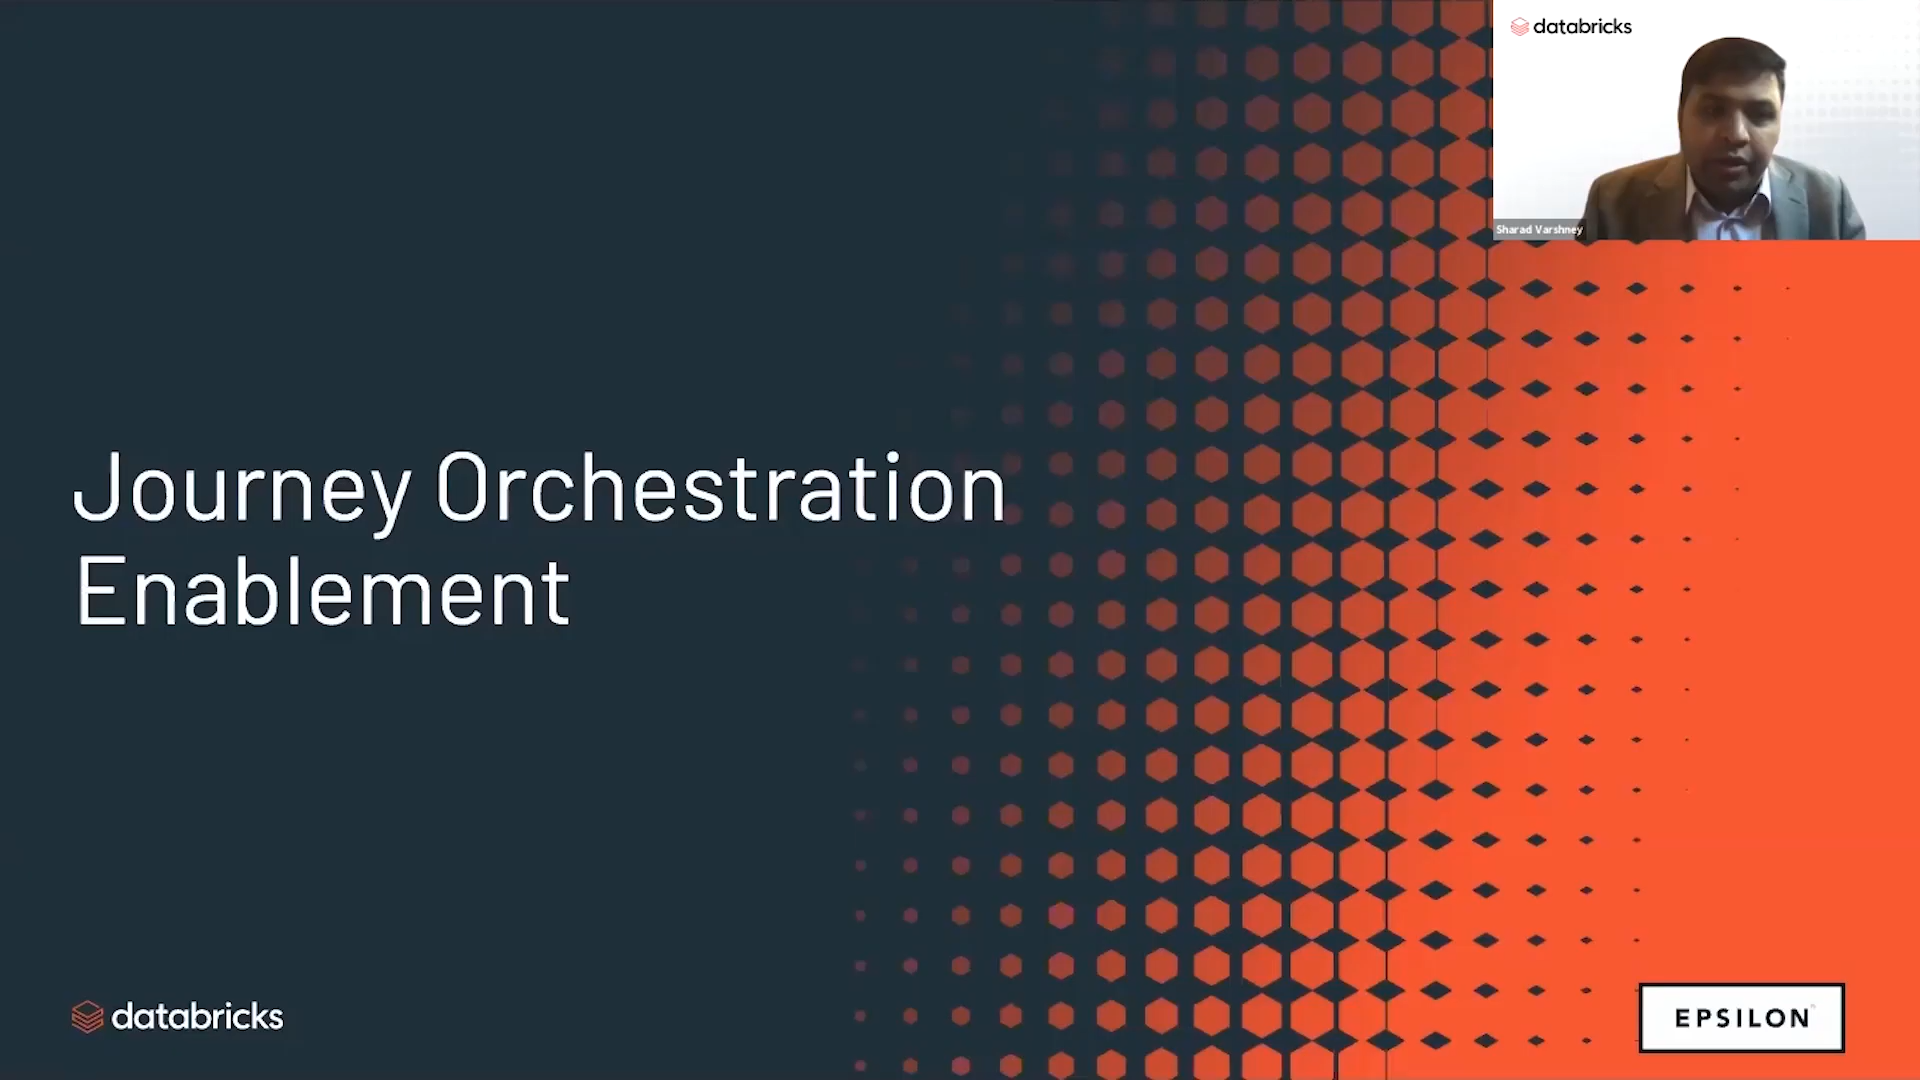 databricks
Sharad Varshney
Journey Orchestration
Enablement
databricks
EPSILON